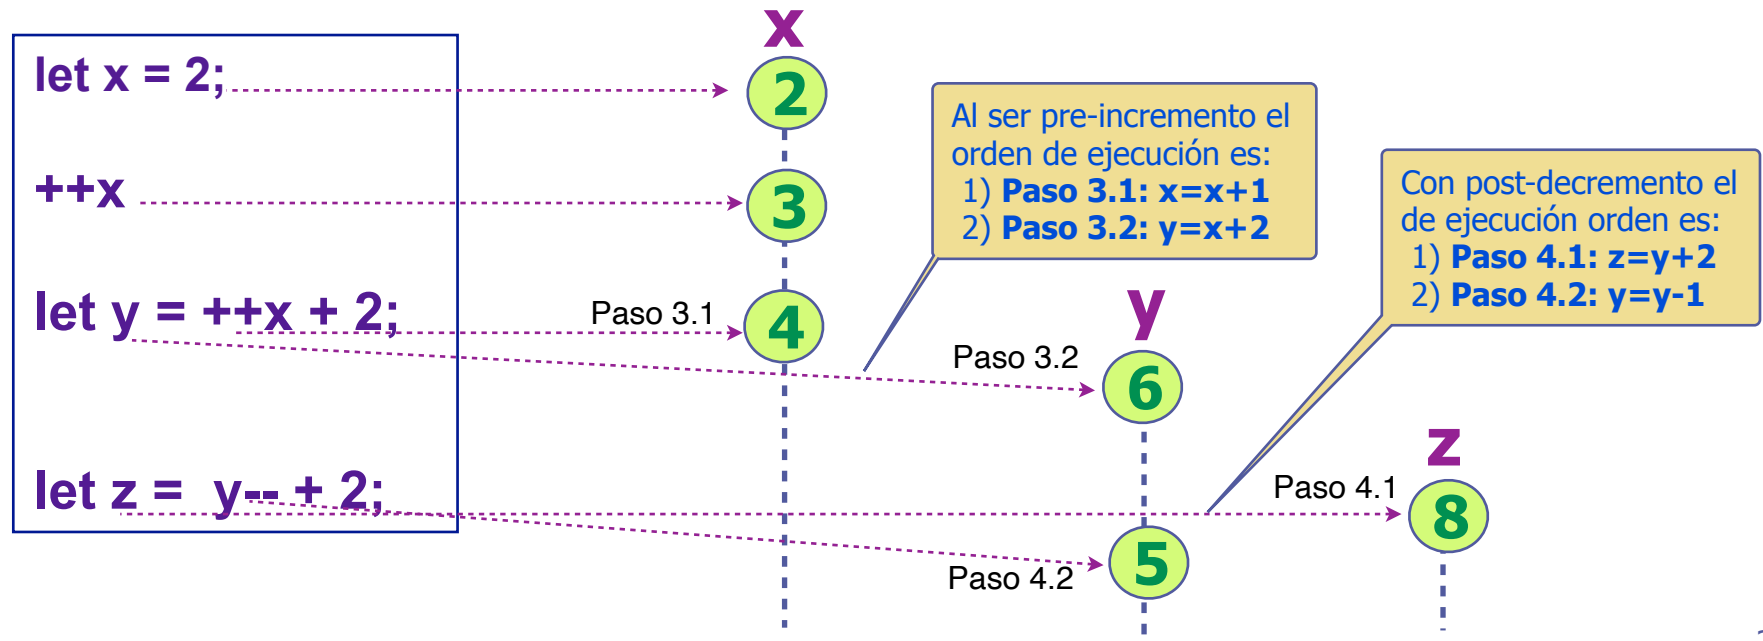 let x = 2;
++x
let y = ++x + 2;
let z =  y-- + 2;
x
2
3
Paso 3.1
4
Al ser pre-incremento el
orden de ejecución es:
1) Paso 3.1: x=x+1
2) Paso 3.2: y=x+2
y
Paso 3.2
6
Paso 4.2
5
Con post-decremento el
de ejecución orden es:
1) Paso 4.1: z=y+2
2) Paso 4.2: y=y-1
z
Paso 4.1
8